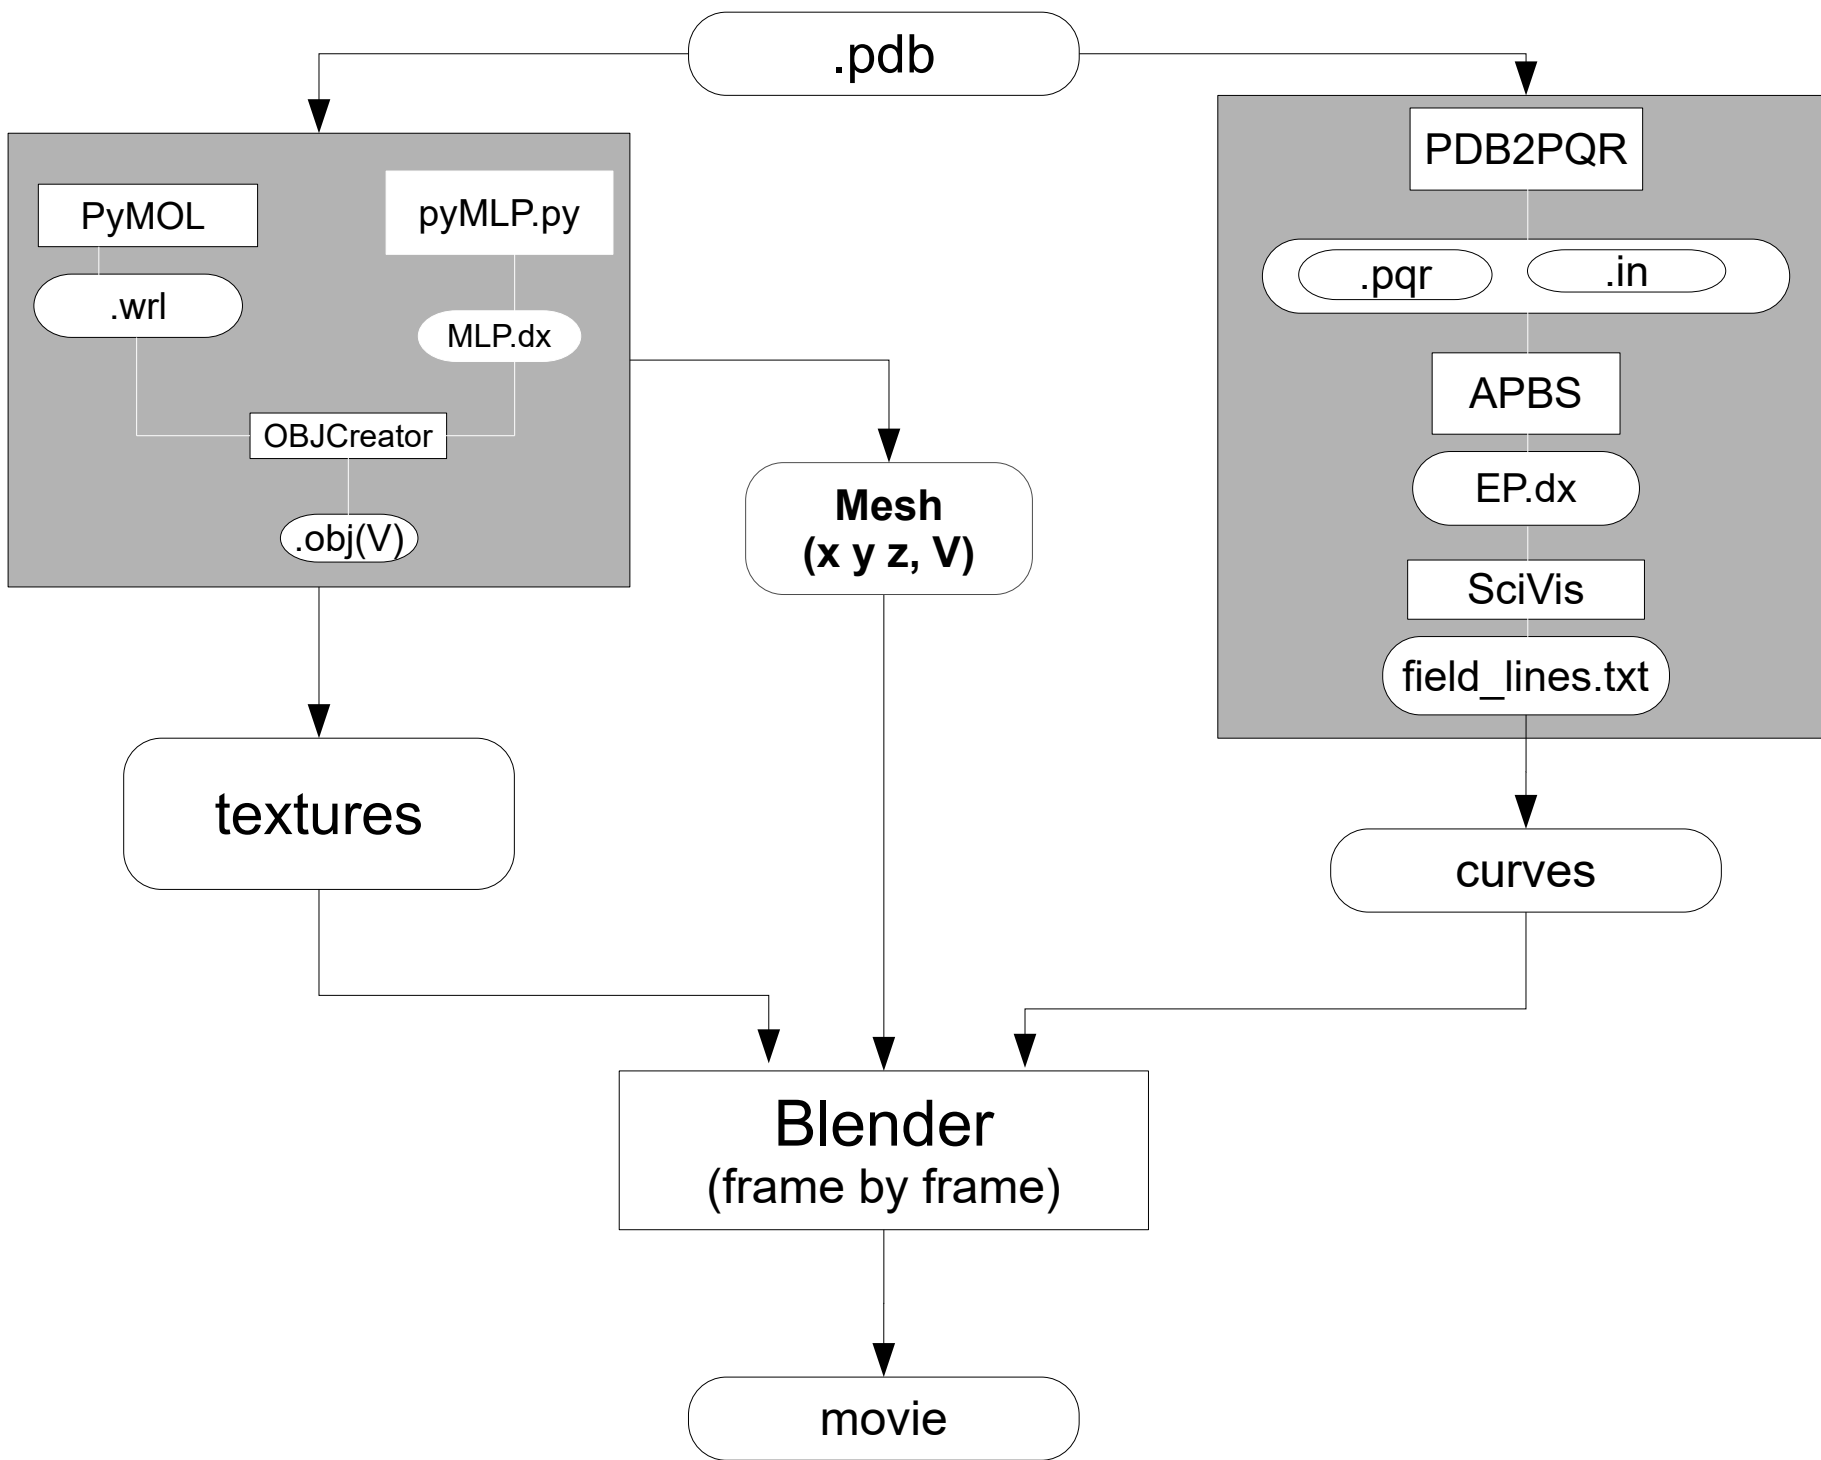 .pdb
PyMOL
pyMLP.py
.wrl
MLP.dx
OBJCreator
.obj(V)
Mesh
(x y z, V)
PDB2PQR
.pqr
.in
APBS
EP.dx
SciVis
field_lines.txt
textures
curves
Blender
(frame by frame)
movie